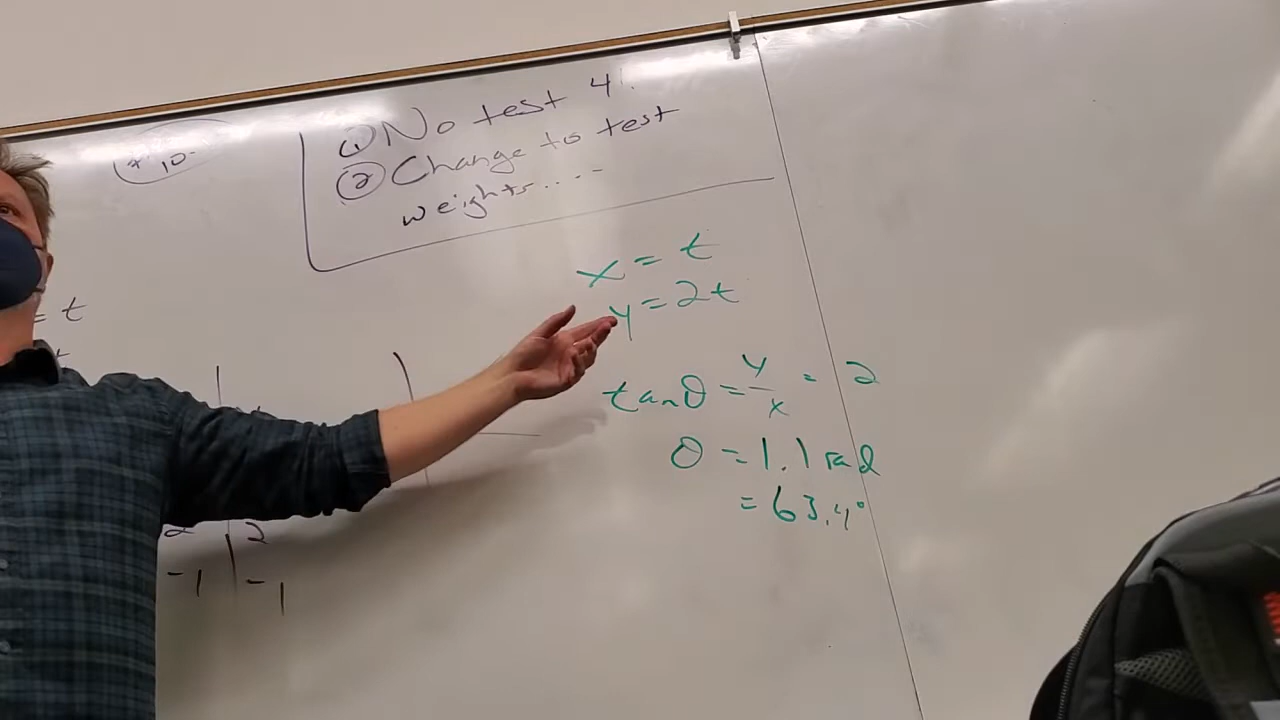 ① No test 4!
② Change to test
weights....
x = t
y = 2t
= t
tanθ = y/x = 2
θ = 1.1 rad
= 63.4°
2 | 2
-1 | -1